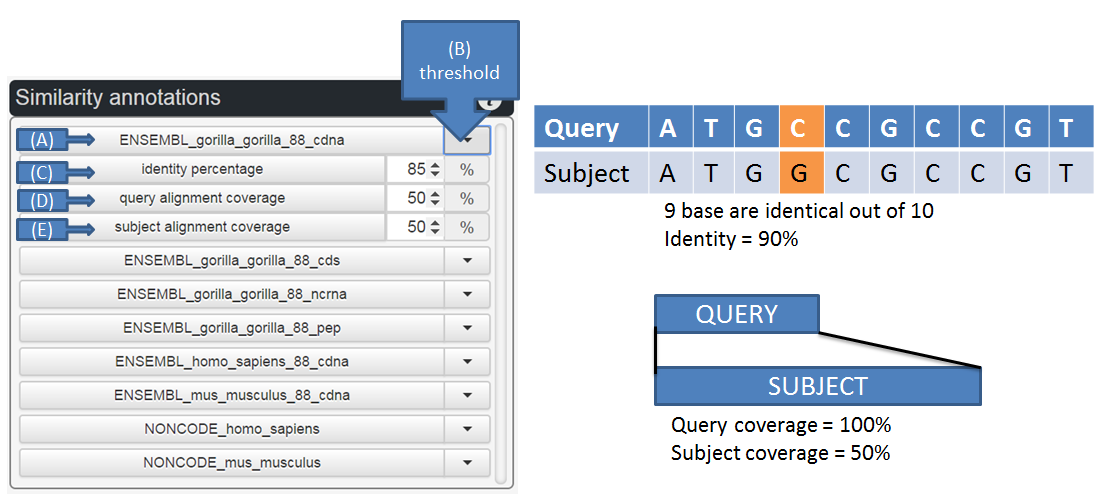 (B)
threshold
Similarity annotations
(A) ENSEMBL_gorilla_gorilla_88_cdna
(C) identity percentage 85 %
(D) query alignment coverage 50 %
(E) subject alignment coverage 50 %
ENSEMBL_gorilla_gorilla_88_cds
ENSEMBL_gorilla_gorilla_88_ncrna
ENSEMBL_gorilla_gorilla_88_pep
ENSEMBL_homo_sapiens_88_cdna
ENSEMBL_mus_musculus_88_cdna
NONCODE_homo_sapiens
NONCODE_mus_musculus
Query A T G C C G C C G T
Subject A T G G C G C C G T
9 base are identical out of 10
Identity = 90%
QUERY
SUBJECT
Query coverage = 100%
Subject coverage = 50%